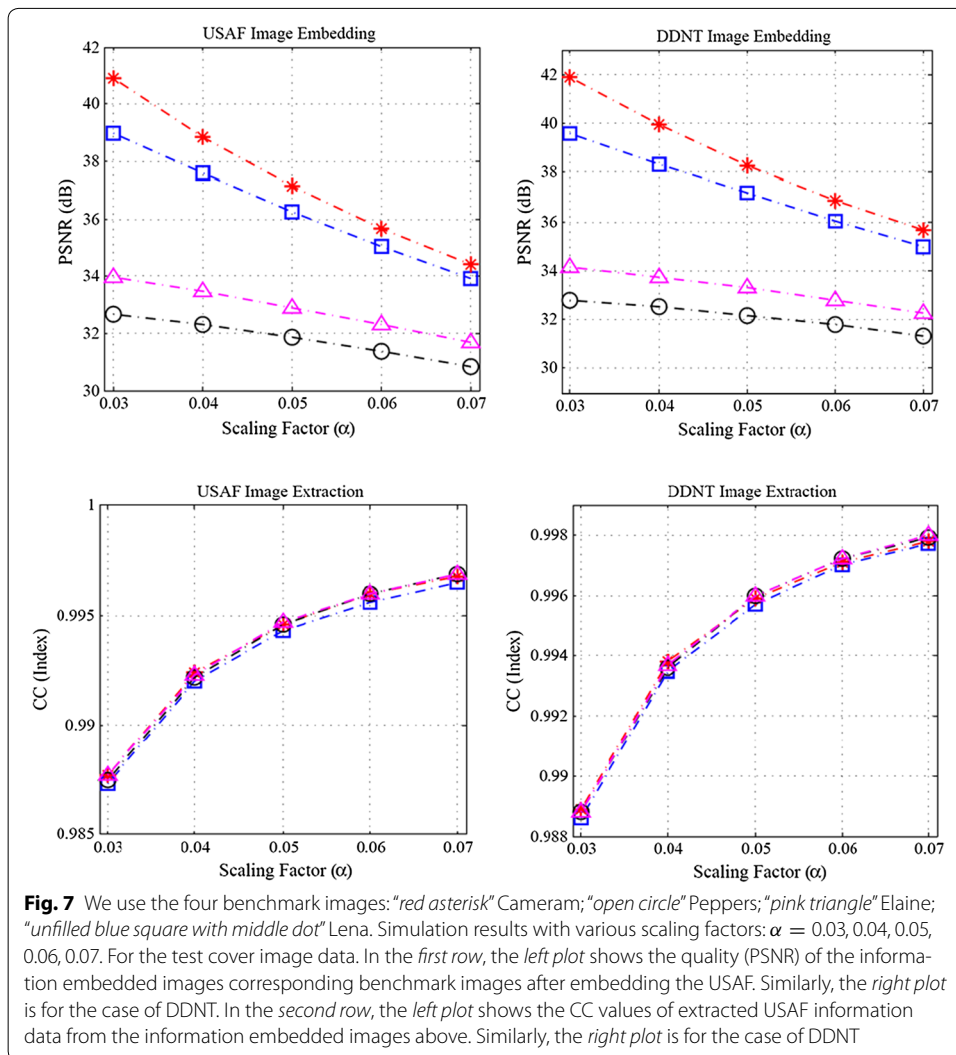 USAF Image Embedding
42
40
38
36
34
32
30
PSNR (dB)
0.03 0.04 0.05 0.06 0.07
Scaling Factor (α)
DDNT Image Embedding
42
40
38
36
34
32
30
PSNR (dB)
0.03 0.04 0.05 0.06 0.07
Scaling Factor (α)
USAF Image Extraction
1
0.995
0.99
0.985
CC (Index)
0.03 0.04 0.05 0.06 0.07
Scaling Factor (α)
DDNT Image Extraction
0.998
0.996
0.994
0.992
0.99
0.988
CC (Index)
0.03 0.04 0.05 0.06 0.07
Scaling Factor (α)
Fig. 7 We use the four benchmark images: “red asterisk” Cameram; “open circle” Peppers; “pink triangle” Elaine;
“unfilled blue square with middle dot” Lena. Simulation results with various scaling factors: α = 0.03, 0.04, 0.05,
0.06, 0.07. For the test cover image data. In the first row, the left plot shows the quality (PSNR) of the informa-
tion embedded images corresponding benchmark images after embedding the USAF. Similarly, the right plot
is for the case of DDNT. In the second row, the left plot shows the CC values of extracted USAF information
data from the information embedded images above. Similarly, the right plot is for the case of DDNT